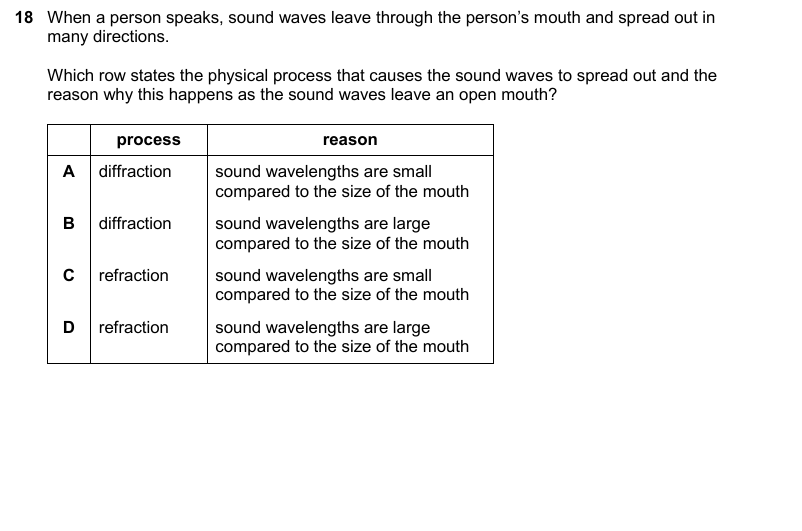 18 When a person speaks, sound waves leave through the person's mouth and spread out in
many directions.
Which row states the physical process that causes the sound waves to spread out and the
reason why this happens as the sound waves leave an open mouth?
process reason
A diffraction sound wavelengths are small
compared to the size of the mouth
B diffraction sound wavelengths are large
compared to the size of the mouth
C refraction sound wavelengths are small
compared to the size of the mouth
D refraction sound wavelengths are large
compared to the size of the mouth